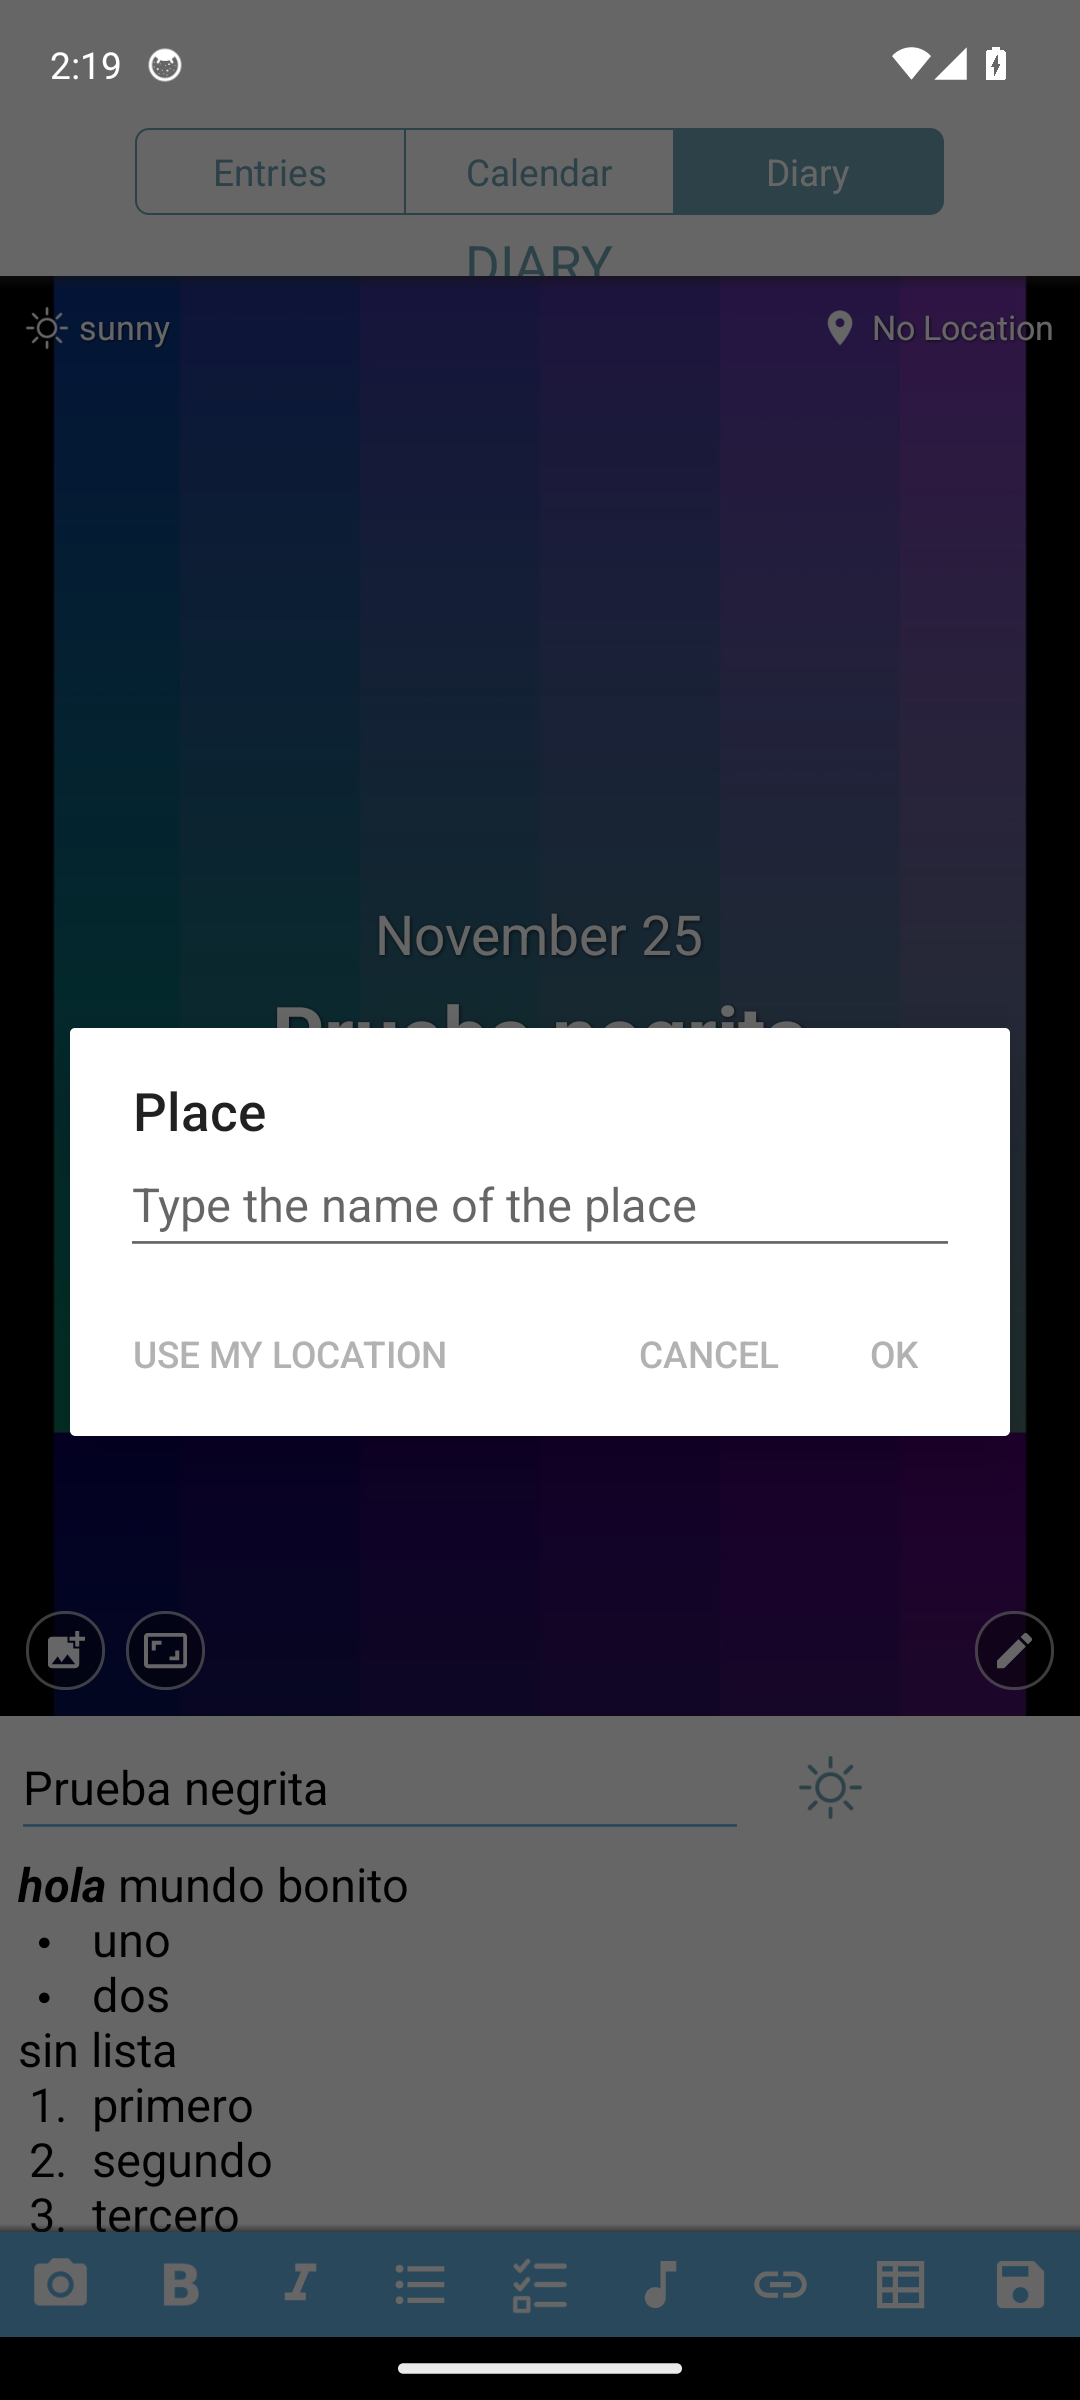 2:19
Entries Calendar Diary
DIARY
sunny No Location
November 25
Prueba negrita
Place
Type the name of the place
USE MY LOCATION CANCEL OK
Prueba negrita
hola mundo bonito
• uno
• dos
sin lista
1. primero
2. segundo
3. tercero
B I